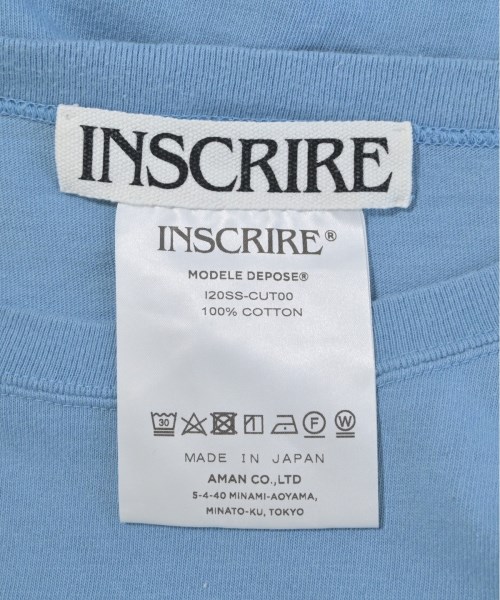 INSCRIRE
INSCRIRE®
MODELE DEPOSE®
I20SS-CUT00
100% COTTON
30 F W
MADE IN JAPAN
AMAN CO.,LTD
5-4-40 MINAMI-AOYAMA,
MINATO-KU, TOKYO